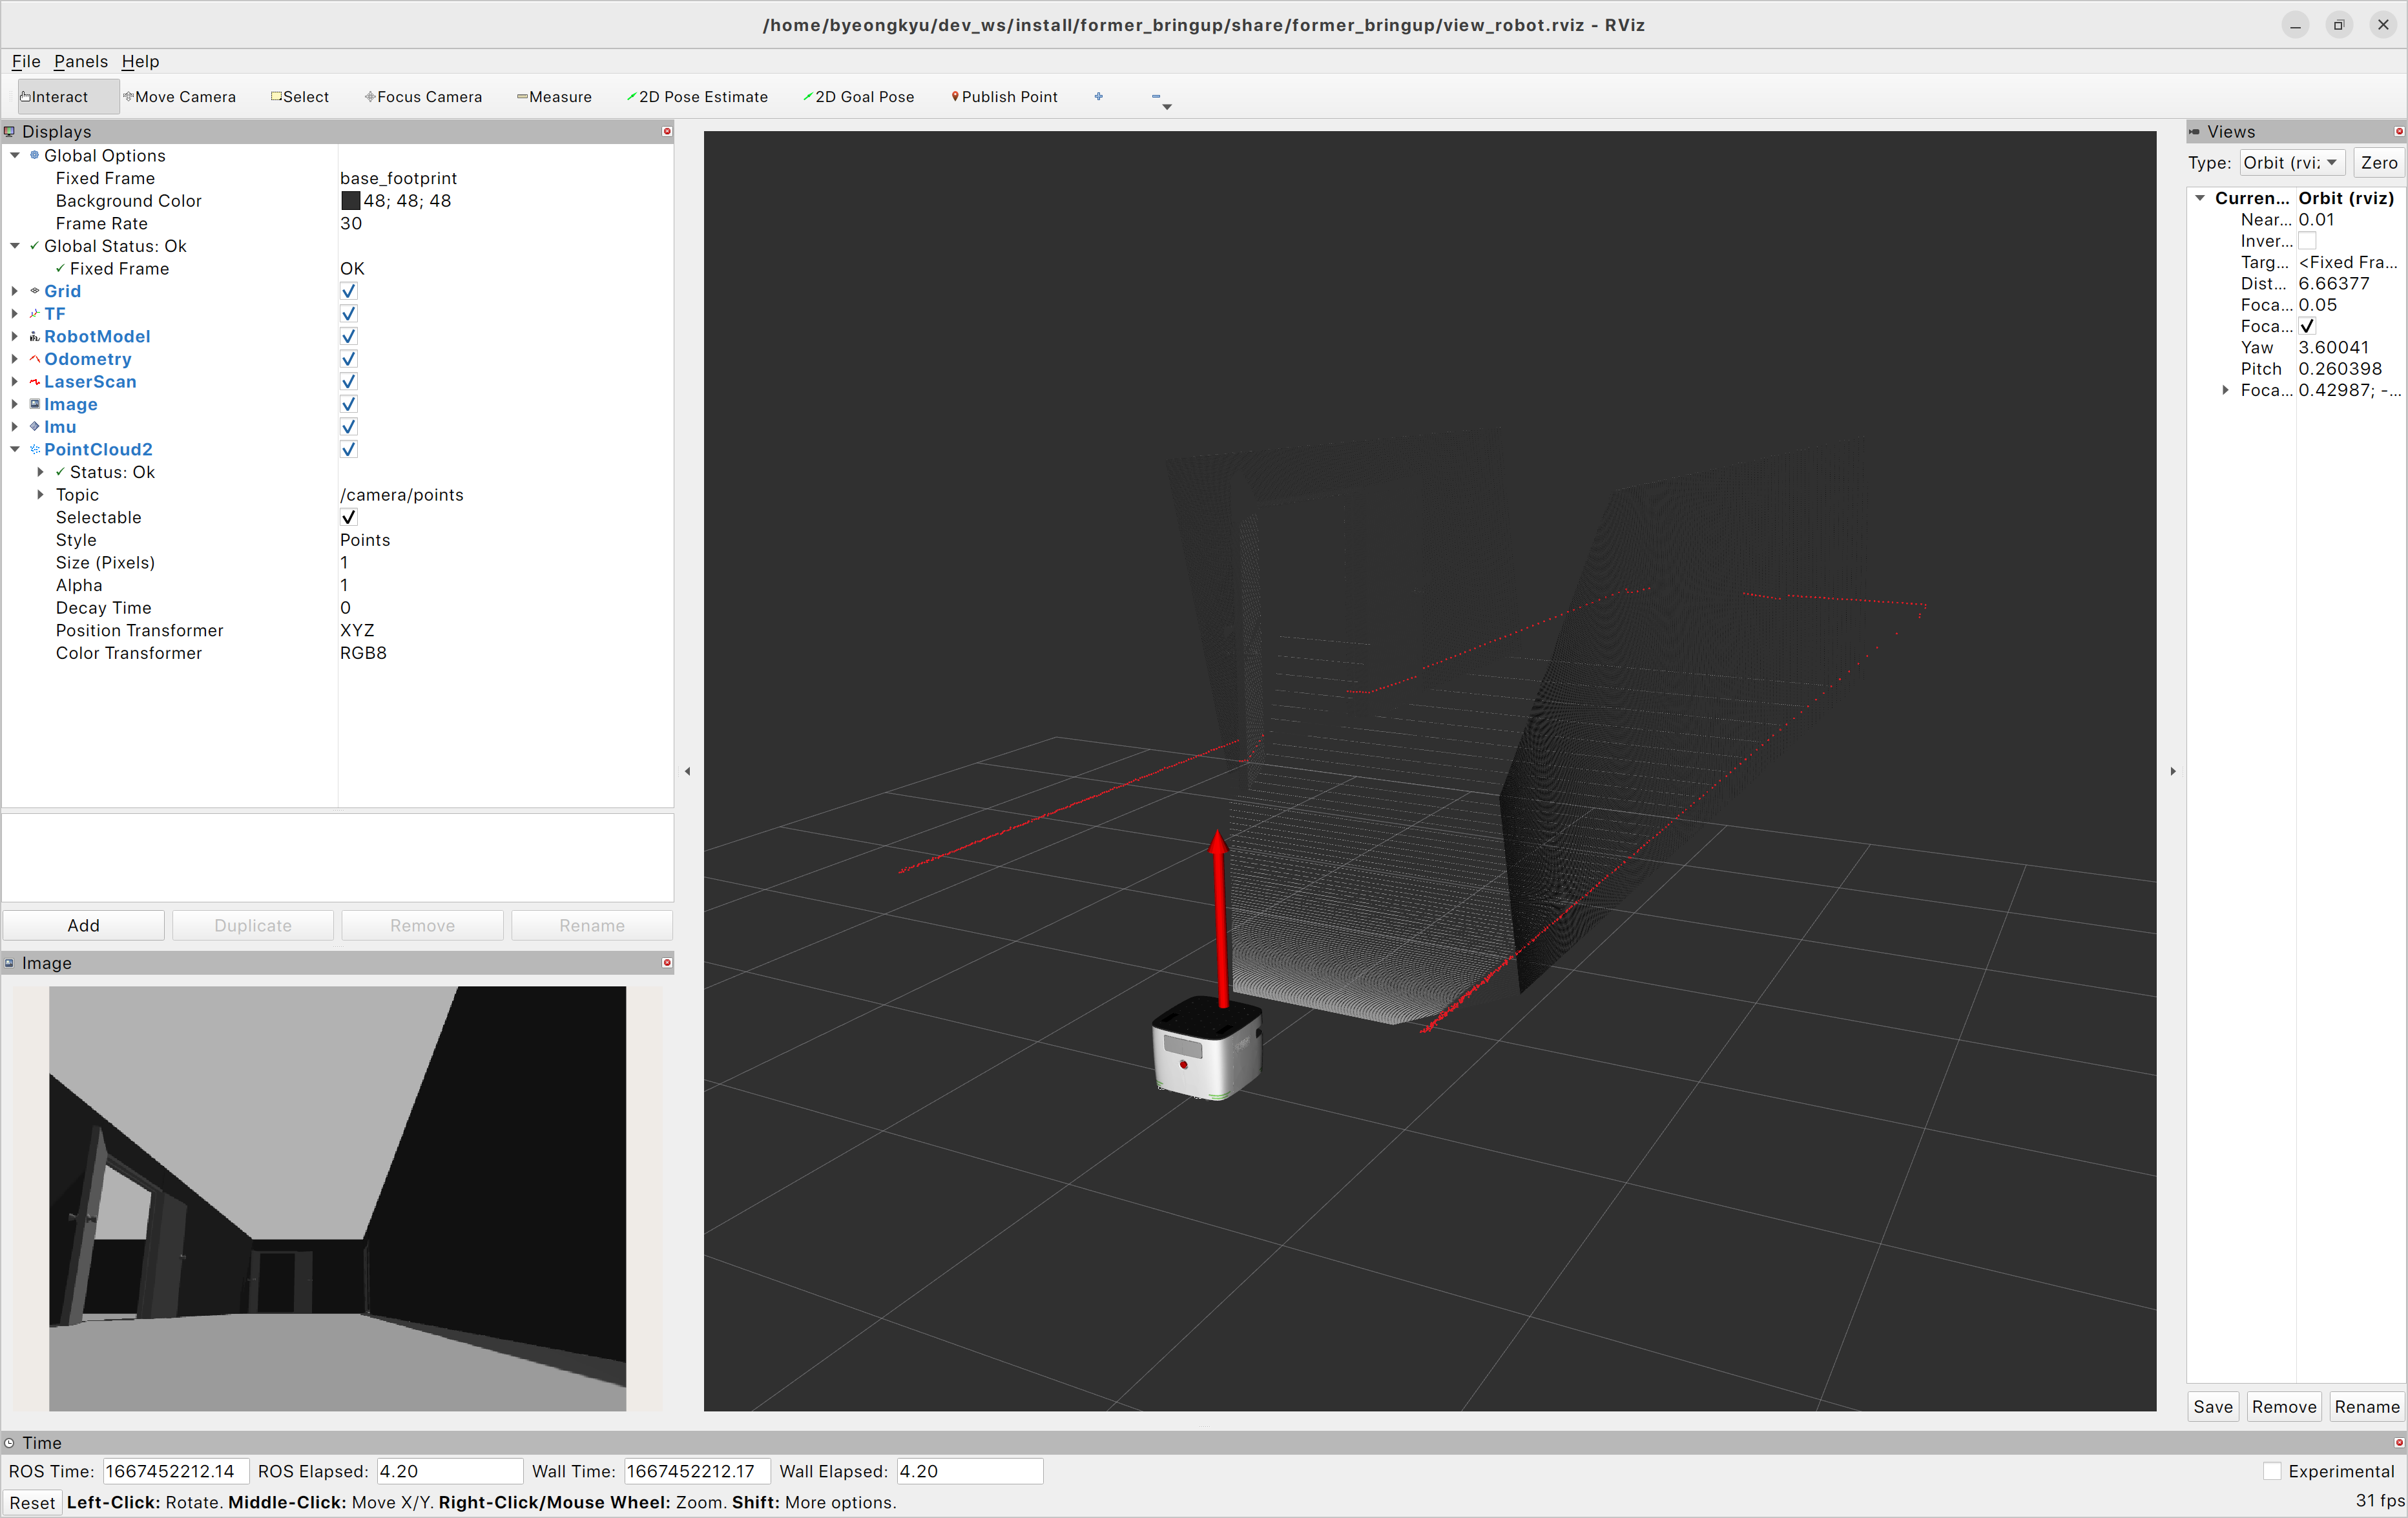 /home/byeongkyu/dev_ws/install/former_bringup/share/former_bringup/view_robot.rviz - RViz
File Panels Help
Interact Move Camera Select Focus Camera Measure 2D Pose Estimate 2D Goal Pose Publish Point
Displays
Global Options
Fixed Frame base_footprint
Background Color 48; 48; 48
Frame Rate 30
Global Status: Ok
Fixed Frame OK
Grid
TF
RobotModel
Odometry
LaserScan
Image
Imu
PointCloud2
Status: Ok
Topic /camera/points
Selectable
Style Points
Size (Pixels) 1
Alpha 1
Decay Time 0
Position Transformer XYZ
Color Transformer RGB8
Add Duplicate Remove Rename
Image
Views
Type: Orbit (rvi: Zero
Curren... Orbit (rviz)
Near... 0.01
Inver...
Targ... <Fixed Fra...
Dist... 6.66377
Foca... 0.05
Foca...
Yaw 3.60041
Pitch 0.260398
Foca... 0.42987; -...
Save Remove Rename
Time
ROS Time: 1667452212.14 ROS Elapsed: 4.20 Wall Time: 1667452212.17 Wall Elapsed: 4.20 Experimental
Reset Left-Click: Rotate. Middle-Click: Move X/Y. Right-Click/Mouse Wheel: Zoom. Shift: More options. 31 fps